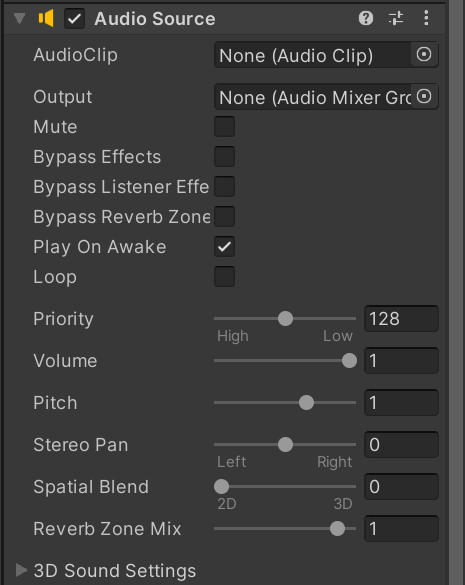 Audio Source
AudioClip None (Audio Clip)
Output None (Audio Mixer Gro
Mute
Bypass Effects
Bypass Listener Effe
Bypass Reverb Zone
Play On Awake
Loop
Priority 128
High Low
Volume 1
Pitch 1
Stereo Pan 0
Left Right
Spatial Blend 0
2D 3D
Reverb Zone Mix 1
3D Sound Settings